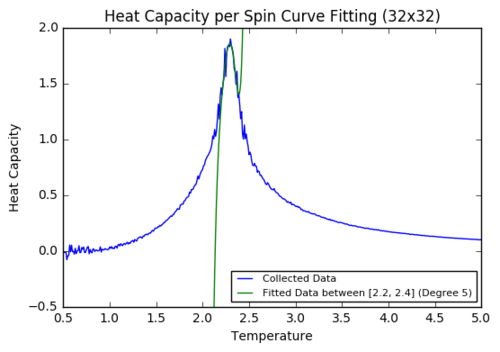 Heat Capacity per Spin Curve Fitting (32x32)
2.0
1.5
1.0
0.5
0.0
−0.5
Heat Capacity
Collected Data
Fitted Data between [2.2, 2.4] (Degree 5)
0.5 1.0 1.5 2.0 2.5 3.0 3.5 4.0 4.5 5.0
Temperature